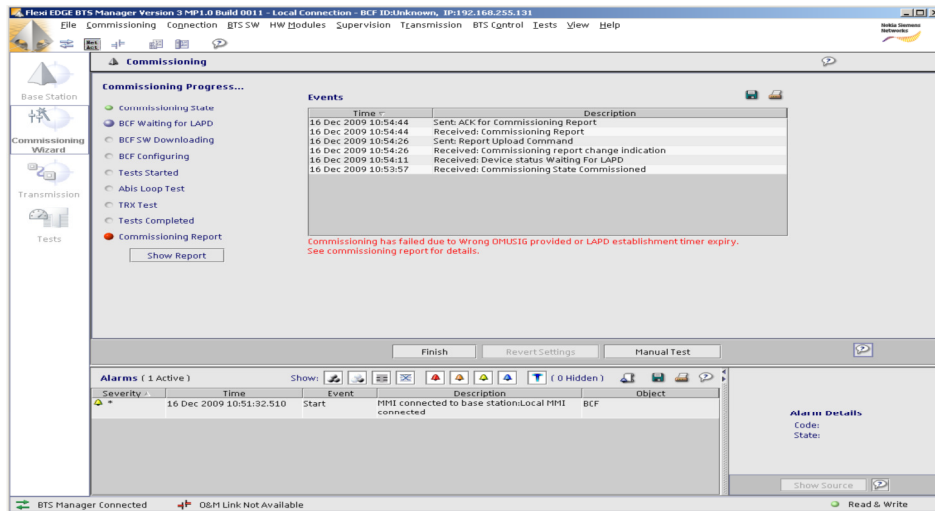 Flexi EDGE BTS Manager Version 3 MP1.0 Build 0011 - Local Connection - BCF ID:Unknown, IP:192.168.255.131
File Commissioning Connection BTS SW HW Modules Supervision Transmission BTS Control Tests View Help
Nokia Siemens
Networks
Net
Act
Commissioning
Base Station
Commissioning
Wizard
Transmission
Tests
Commissioning Progress...
Commissioning State
BCF Waiting for LAPD
BCF SW Downloading
BCF Configuring
Tests Started
Abis Loop Test
TRX Test
Tests Completed
Commissioning Report
Show Report
Events
Time Description
16 Dec 2009 10:54:44 Sent: ACK for Commissioning Report
16 Dec 2009 10:54:44 Received: Commissioning Report
16 Dec 2009 10:54:26 Sent: Report Upload Command
16 Dec 2009 10:54:26 Received: Commissioning report change indication
16 Dec 2009 10:54:11 Received: Device status Waiting For LAPD
16 Dec 2009 10:53:57 Received: Commissioning State Commissioned
Commissioning has failed due to Wrong OMUSIG provided or LAPD establishment timer expiry.
See commissioning report for details.
Finish Revert Settings Manual Test
Alarms ( 1 Active ) Show: ( 0 Hidden )
Severity Time Event Description Object
* 16 Dec 2009 10:51:32.510 Start MMI connected to base station:Local MMI connected BCF
Alarm Details
Code:
State:
Show Source
BTS Manager Connected O&M Link Not Available Read & Write